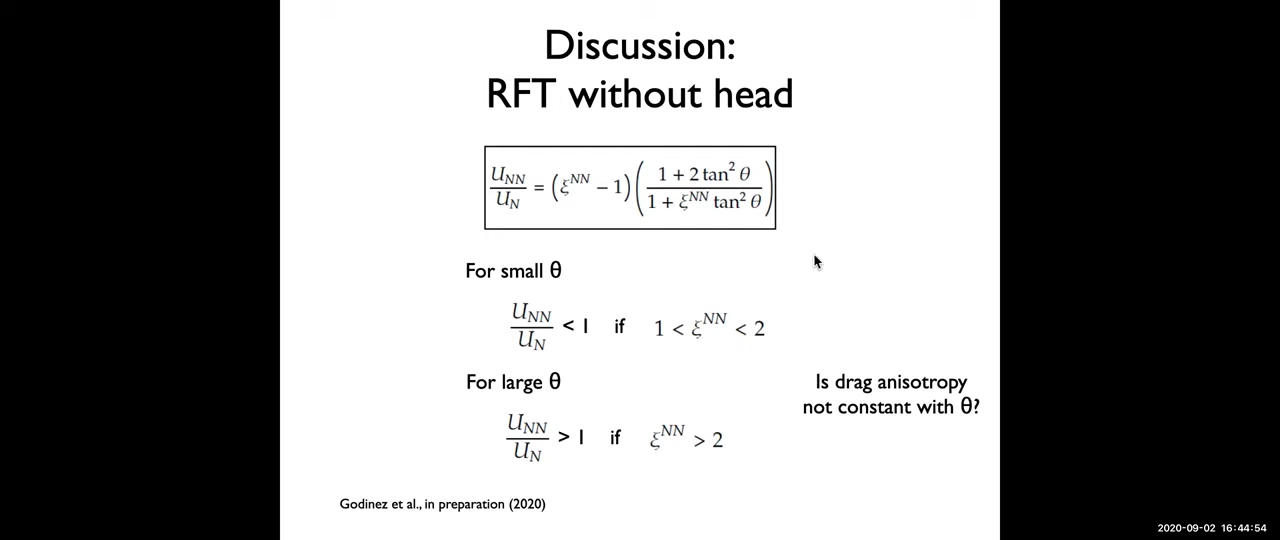 Discussion:
RFT without head
U_NN / U_N = (ξ^NN − 1) ( (1 + 2 tan² θ) / (1 + ξ^NN tan² θ) )
For small θ
U_NN / U_N < 1 if 1 < ξ^NN < 2
For large θ
U_NN / U_N > 1 if ξ^NN > 2
Is drag anisotropy
not constant with θ?
Godinez et al., in preparation (2020)
2020-09-02 16:44:54